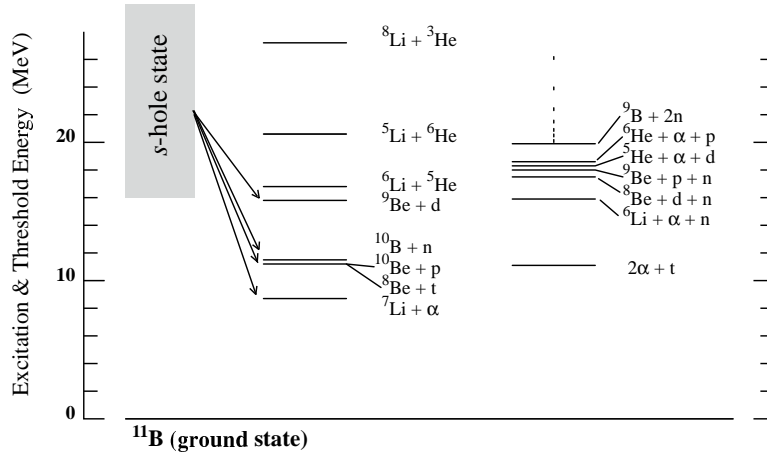 Excitation & Threshold Energy (MeV)
20
10
0
s-hole state
⁸Li + ³He
⁵Li + ⁶He
⁶Li + ⁵He
⁹Be + d
¹⁰B + n
¹⁰Be + p
⁸Be + t
⁷Li + α
⁹B + 2n
⁶He + α + p
⁵He + α + d
⁹Be + p + n
⁸Be + d + n
⁶Li + α + n
2α + t
¹¹B (ground state)